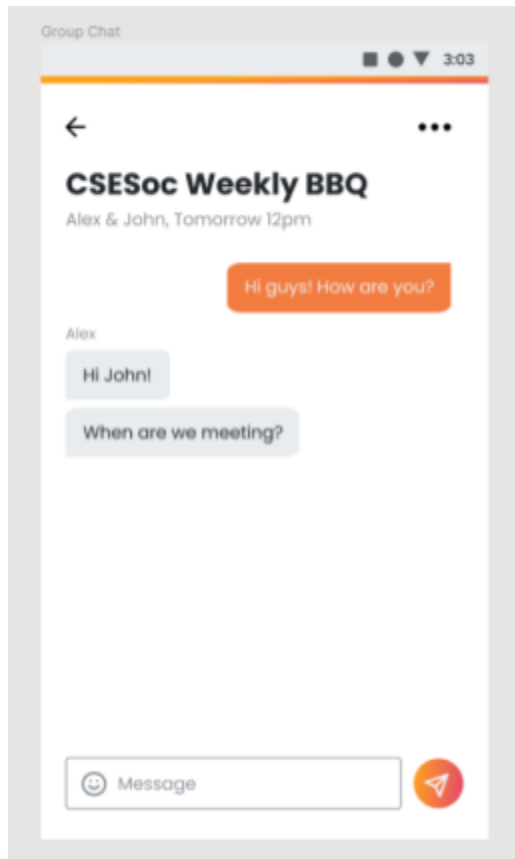 Group Chat
3:03
CSESoc Weekly BBQ
Alex & John, Tomorrow 12pm
Hi guys! How are you?
Alex
Hi John!
When are we meeting?
Message